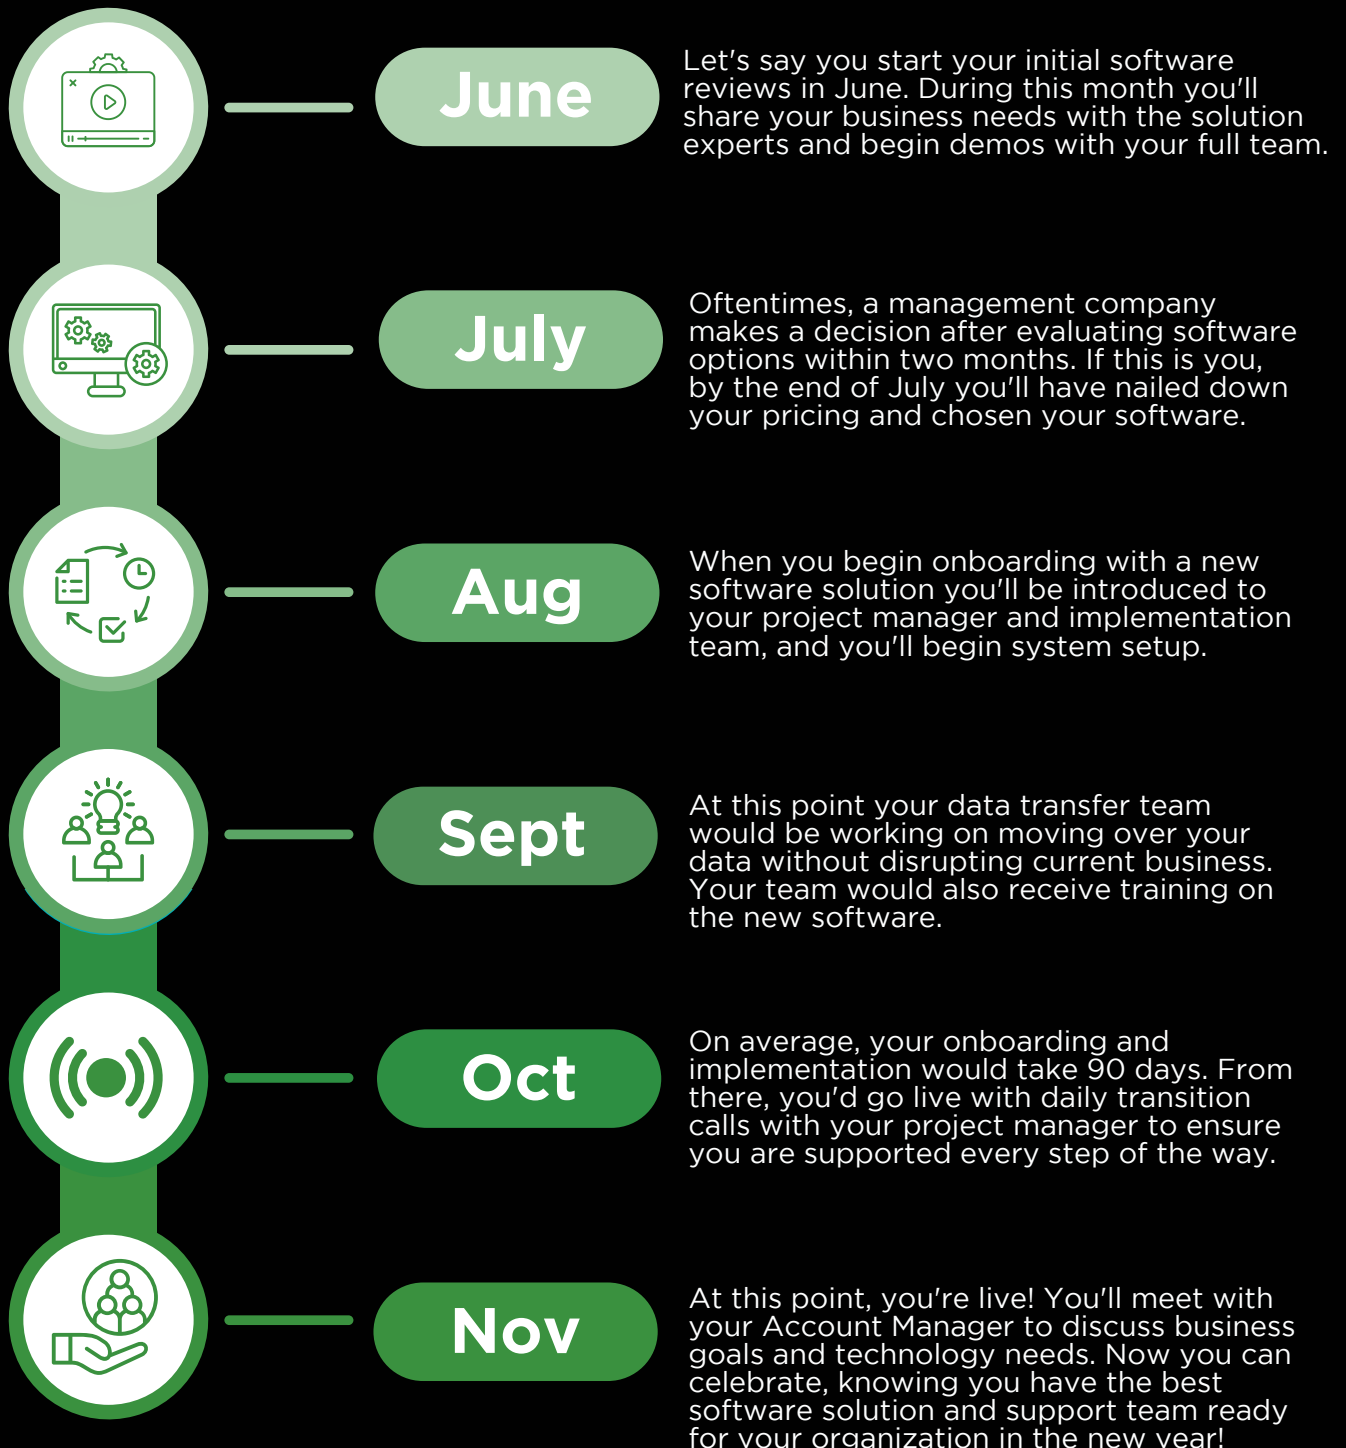 June
Let's say you start your initial software
reviews in June. During this month you'll
share your business needs with the solution
experts and begin demos with your full team.
July
Oftentimes, a management company
makes a decision after evaluating software
options within two months. If this is you,
by the end of July you'll have nailed down
your pricing and chosen your software.
Aug
When you begin onboarding with a new
software solution you'll be introduced to
your project manager and implementation
team, and you'll begin system setup.
Sept
At this point your data transfer team
would be working on moving over your
data without disrupting current business.
Your team would also receive training on
the new software.
Oct
On average, your onboarding and
implementation would take 90 days. From
there, you'd go live with daily transition
calls with your project manager to ensure
you are supported every step of the way.
Nov
At this point, you're live! You'll meet with
your Account Manager to discuss business
goals and technology needs. Now you can
celebrate, knowing you have the best
software solution and support team ready
for your organization in the new year!